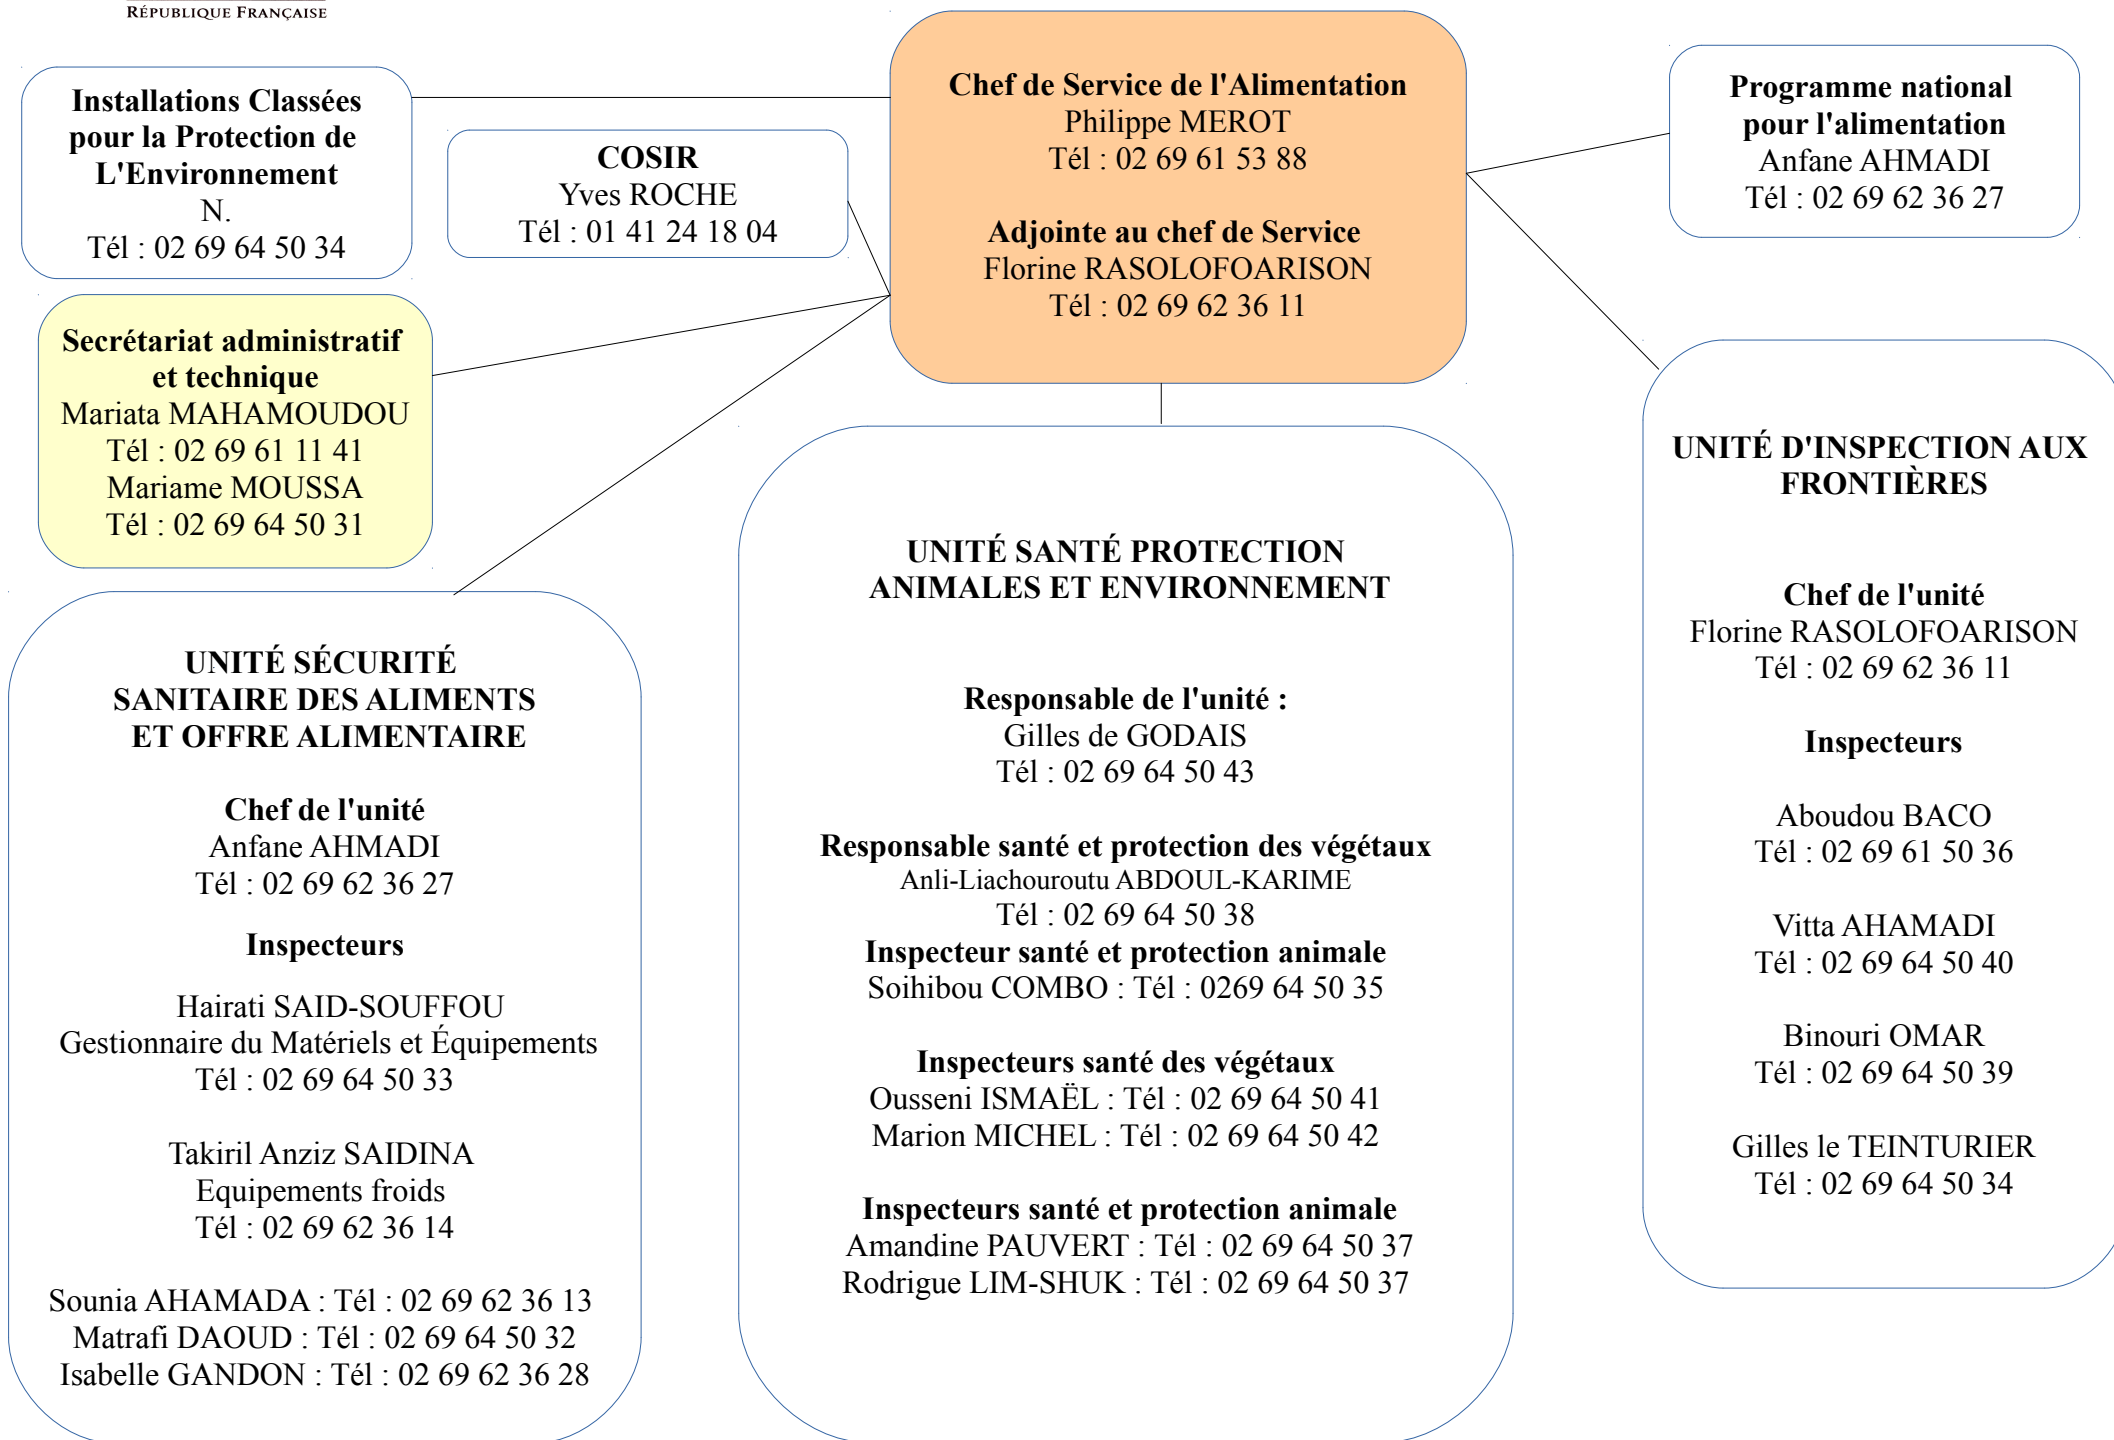 RÉPUBLIQUE FRANÇAISE
Installations Classées
pour la Protection de
L'Environnement
N.
Tél : 02 69 64 50 34
COSIR
Yves ROCHE
Tél : 01 41 24 18 04
Chef de Service de l'Alimentation
Philippe MEROT
Tél : 02 69 61 53 88
Adjointe au chef de Service
Florine RASOLOFOARISON
Tél : 02 69 62 36 11
Programme national
pour l'alimentation
Anfane AHMADI
Tél : 02 69 62 36 27
Secrétariat administratif
et technique
Mariata MAHAMOUDOU
Tél : 02 69 61 11 41
Mariame MOUSSA
Tél : 02 69 64 50 31
UNITÉ SÉCURITÉ
SANITAIRE DES ALIMENTS
ET OFFRE ALIMENTAIRE
Chef de l'unité
Anfane AHMADI
Tél : 02 69 62 36 27
Inspecteurs
Hairati SAID-SOUFFOU
Gestionnaire du Matériels et Équipements
Tél : 02 69 64 50 33
Takiril Anziz SAIDINA
Equipements froids
Tél : 02 69 62 36 14
Sounia AHAMADA : Tél : 02 69 62 36 13
Matrafi DAOUD : Tél : 02 69 64 50 32
Isabelle GANDON : Tél : 02 69 62 36 28
UNITÉ SANTÉ PROTECTION
ANIMALES ET ENVIRONNEMENT
Responsable de l'unité :
Gilles de GODAIS
Tél : 02 69 64 50 43
Responsable santé et protection des végétaux
Anli-Liachouroutu ABDOUL-KARIME
Tél : 02 69 64 50 38
Inspecteur santé et protection animale
Soihibou COMBO : Tél : 0269 64 50 35
Inspecteurs santé des végétaux
Ousseni ISMAËL : Tél : 02 69 64 50 41
Marion MICHEL : Tél : 02 69 64 50 42
Inspecteurs santé et protection animale
Amandine PAUVERT : Tél : 02 69 64 50 37
Rodrigue LIM-SHUK : Tél : 02 69 64 50 37
UNITÉ D'INSPECTION AUX
FRONTIÈRES
Chef de l'unité
Florine RASOLOFOARISON
Tél : 02 69 62 36 11
Inspecteurs
Aboudou BACO
Tél : 02 69 61 50 36
Vitta AHAMADI
Tél : 02 69 64 50 40
Binouri OMAR
Tél : 02 69 64 50 39
Gilles le TEINTURIER
Tél : 02 69 64 50 34